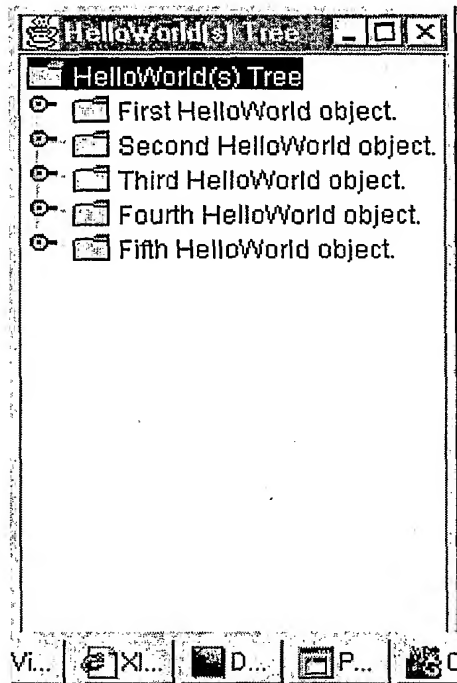 HelloWorld(s) Tree
HelloWorld(s) Tree
First HelloWorld object.
Second HelloWorld object.
Third HelloWorld object.
Fourth HelloWorld object.
Fifth HelloWorld object.
Vi... XI... D... P... C